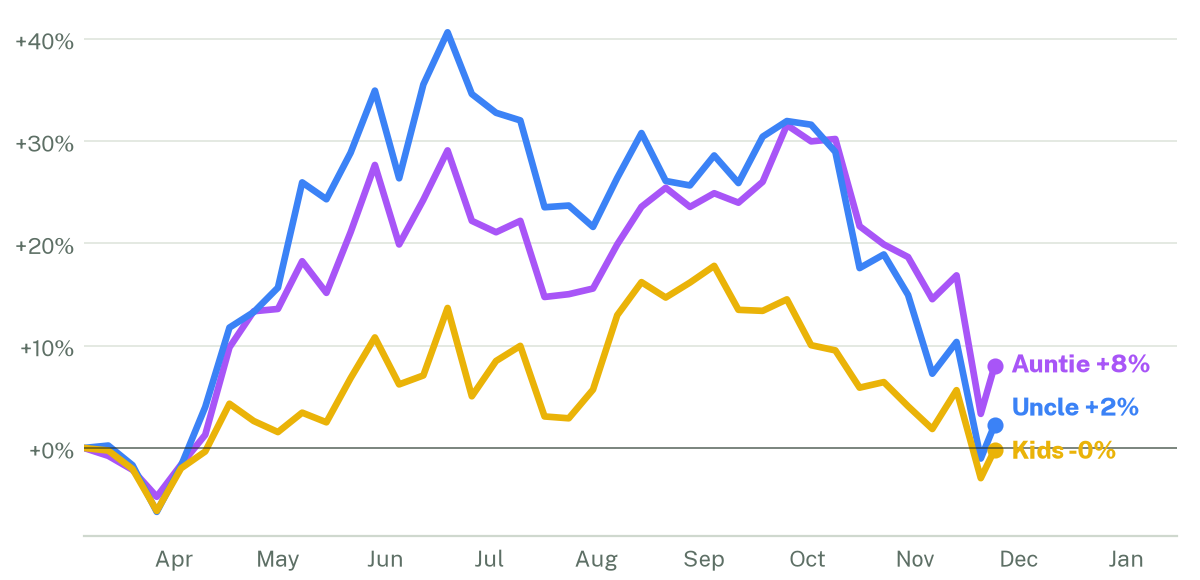 +40%
+30%
+20%
+10%
+0%
Auntie +8%
Uncle +2%
Kids -0%
Apr May Jun Jul Aug Sep Oct Nov Dec Jan